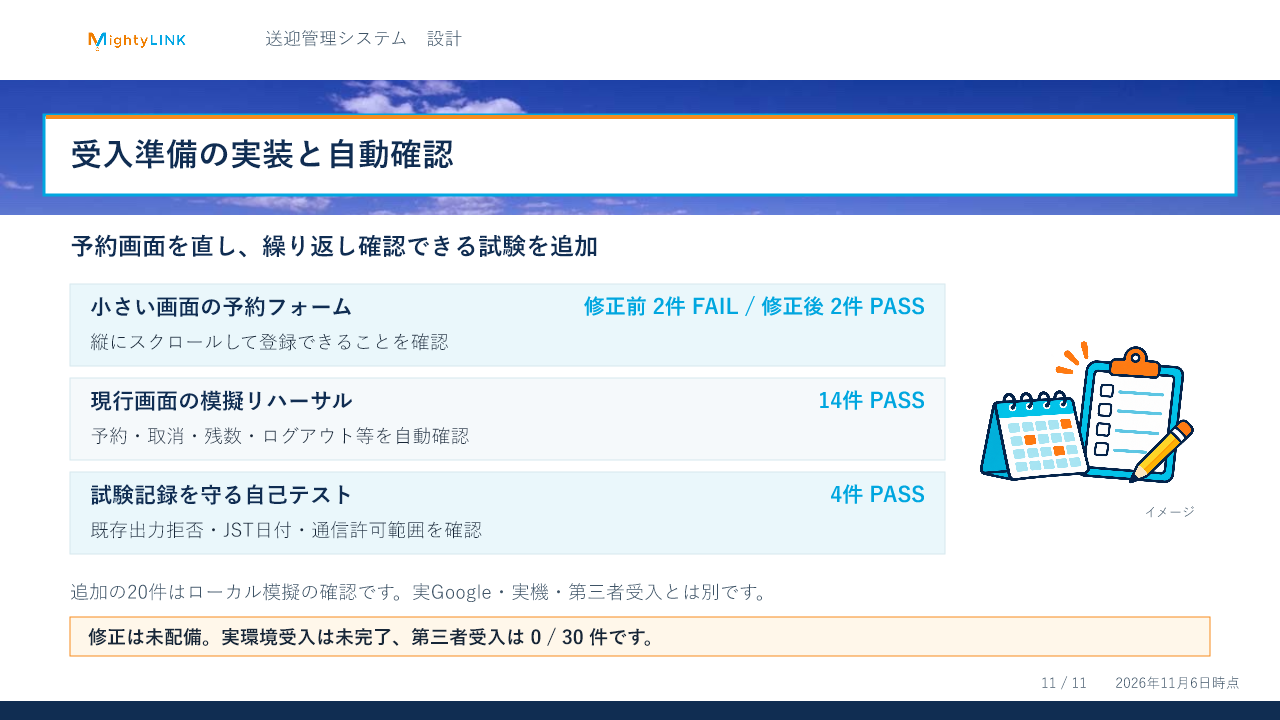 MightyLINK
送迎管理システム　設計
受入準備の実装と自動確認
予約画面を直し、繰り返し確認できる試験を追加
小さい画面の予約フォーム
修正前 2件 FAIL / 修正後 2件 PASS
縦にスクロールして登録できることを確認
現行画面の模擬リハーサル
14件 PASS
予約・取消・残数・ログアウト等を自動確認
試験記録を守る自己テスト
4件 PASS
既存出力拒否・JST日付・通信許可範囲を確認
イメージ
追加の20件はローカル模擬の確認です。実Google・実機・第三者受入とは別です。
修正は未配備。実環境受入は未完了、第三者受入は 0 / 30 件です。
11 / 11　2026年11月6日時点